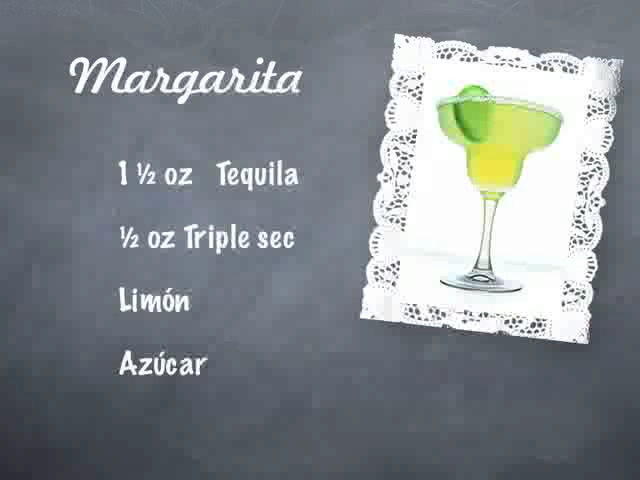 Margarita
1 ½ oz Tequila
½ oz Triple sec
Limón
Azúcar